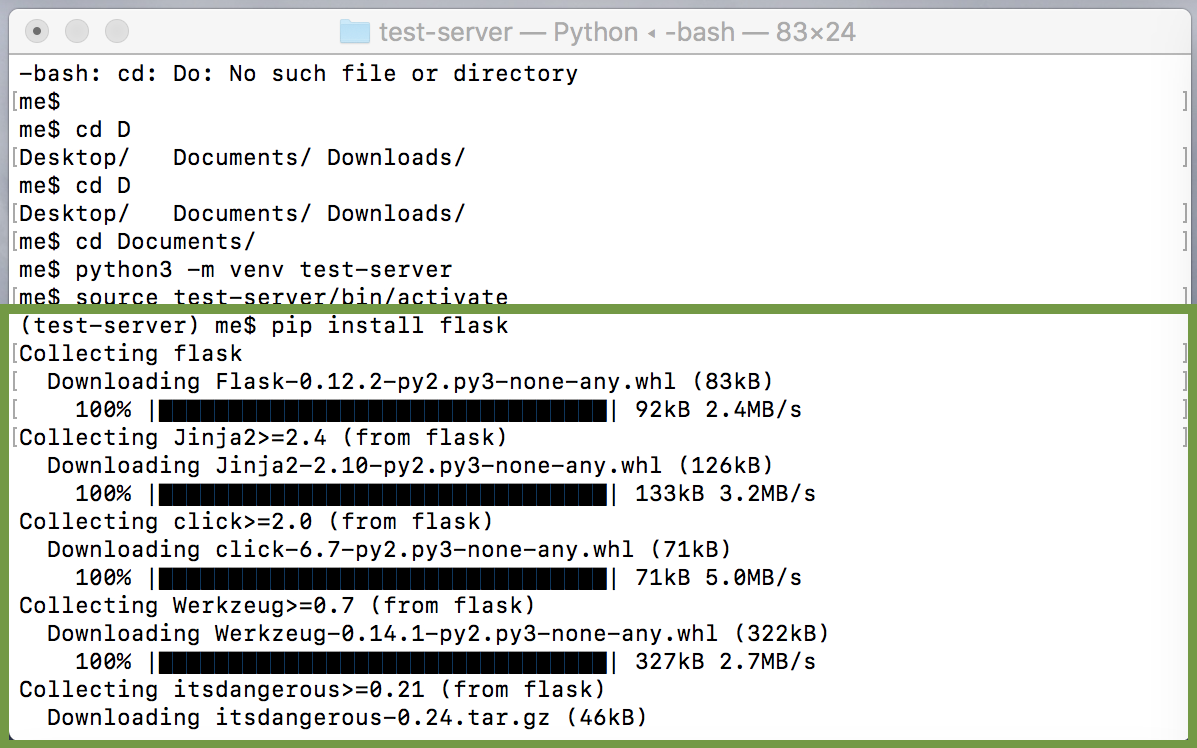 test-server — Python ◂ -bash — 83×24
-bash: cd: Do: No such file or directory
[me$ ]
me$ cd D
[Desktop/   Documents/ Downloads/ ]
me$ cd D
[Desktop/   Documents/ Downloads/ ]
[me$ cd Documents/ ]
me$ python3 -m venv test-server
[me$ source test-server/bin/activate ]
(test-server) me$ pip install flask
[Collecting flask ]
[  Downloading Flask-0.12.2-py2.py3-none-any.whl (83kB) ]
[    100% |████████████████████████████████| 92kB 2.4MB/s ]
[Collecting Jinja2>=2.4 (from flask) ]
  Downloading Jinja2-2.10-py2.py3-none-any.whl (126kB)
    100% |████████████████████████████████| 133kB 3.2MB/s
Collecting click>=2.0 (from flask)
  Downloading click-6.7-py2.py3-none-any.whl (71kB)
    100% |████████████████████████████████| 71kB 5.0MB/s
Collecting Werkzeug>=0.7 (from flask)
  Downloading Werkzeug-0.14.1-py2.py3-none-any.whl (322kB)
    100% |████████████████████████████████| 327kB 2.7MB/s
Collecting itsdangerous>=0.21 (from flask)
  Downloading itsdangerous-0.24.tar.gz (46kB)